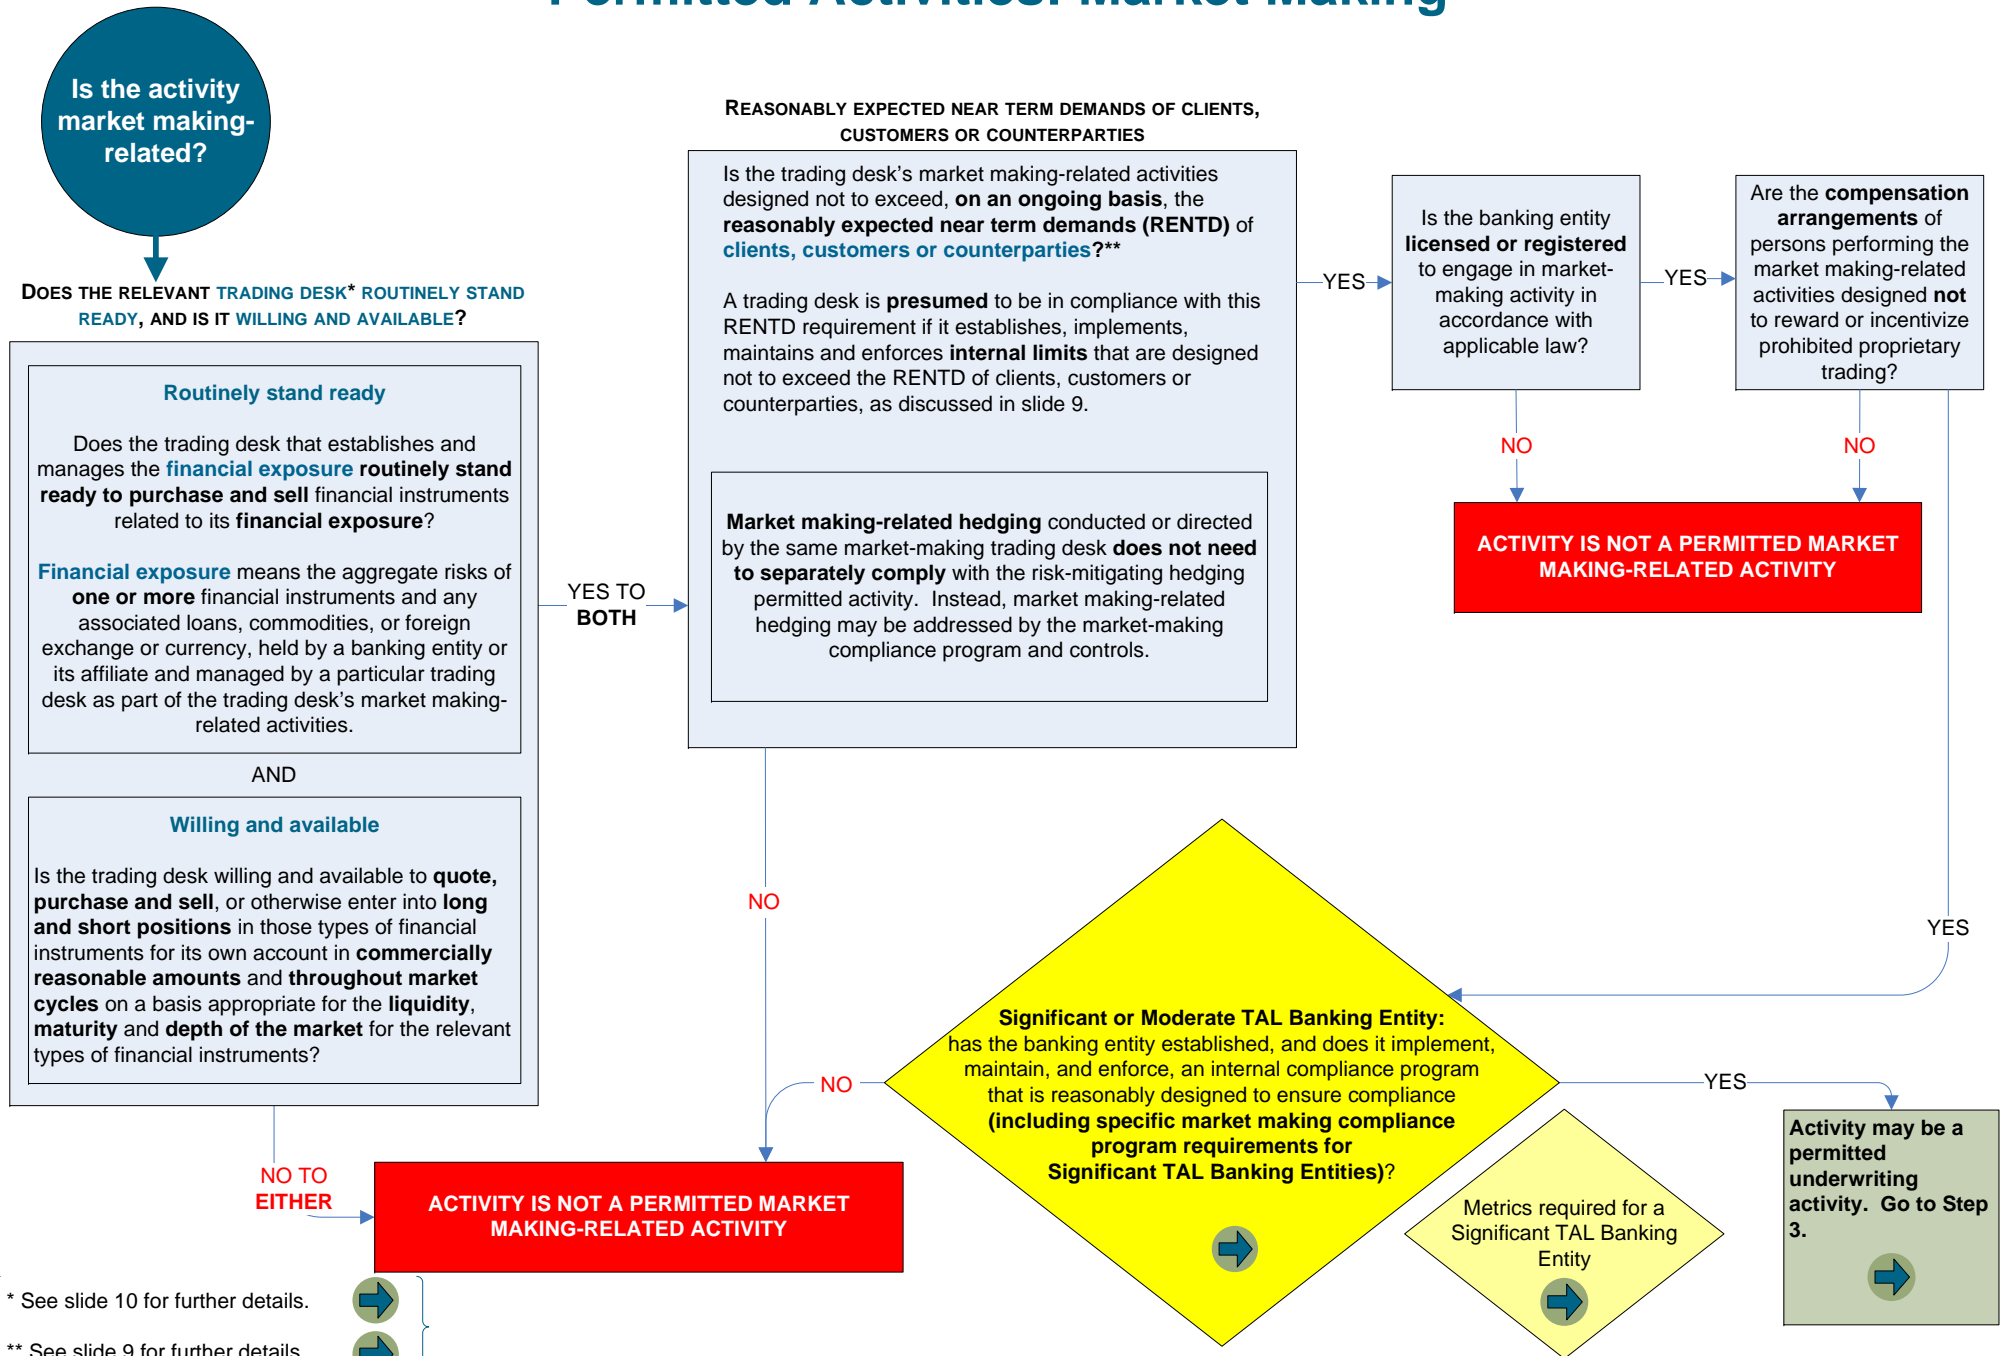 Permitted Activities: Market Making
Is the activity
market making-
related?
DOES THE RELEVANT TRADING DESK* ROUTINELY STAND
READY, AND IS IT WILLING AND AVAILABLE?
Routinely stand ready
Does the trading desk that establishes and
manages the financial exposure routinely stand
ready to purchase and sell financial instruments
related to its financial exposure?
Financial exposure means the aggregate risks of
one or more financial instruments and any
associated loans, commodities, or foreign
exchange or currency, held by a banking entity or
its affiliate and managed by a particular trading
desk as part of the trading desk's market making-
related activities.
AND
Willing and available
Is the trading desk willing and available to quote,
purchase and sell, or otherwise enter into long
and short positions in those types of financial
instruments for its own account in commercially
reasonable amounts and throughout market
cycles on a basis appropriate for the liquidity,
maturity and depth of the market for the relevant
types of financial instruments?
YES TO
BOTH
NO TO
EITHER
REASONABLY EXPECTED NEAR TERM DEMANDS OF CLIENTS,
CUSTOMERS OR COUNTERPARTIES
Is the trading desk's market making-related activities
designed not to exceed, on an ongoing basis, the
reasonably expected near term demands (RENTD) of
clients, customers or counterparties?**
A trading desk is presumed to be in compliance with this
RENTD requirement if it establishes, implements,
maintains and enforces internal limits that are designed
not to exceed the RENTD of clients, customers or
counterparties, as discussed in slide 9.
Market making-related hedging conducted or directed
by the same market-making trading desk does not need
to separately comply with the risk-mitigating hedging
permitted activity. Instead, market making-related
hedging may be addressed by the market-making
compliance program and controls.
YES
NO
Is the banking entity
licensed or registered
to engage in market-
making activity in
accordance with
applicable law?
YES
NO
Are the compensation
arrangements of
persons performing the
market making-related
activities designed not
to reward or incentivize
prohibited proprietary
trading?
NO
YES
ACTIVITY IS NOT A PERMITTED MARKET
MAKING-RELATED ACTIVITY
Significant or Moderate TAL Banking Entity:
has the banking entity established, and does it implement,
maintain, and enforce, an internal compliance program
that is reasonably designed to ensure compliance
(including specific market making compliance
program requirements for
Significant TAL Banking Entities)?
NO
YES
ACTIVITY IS NOT A PERMITTED MARKET
MAKING-RELATED ACTIVITY
Metrics required for a
Significant TAL Banking
Entity
Activity may be a
permitted
underwriting
activity. Go to Step
3.
* See slide 10 for further details.
** See slide 9 for further details.